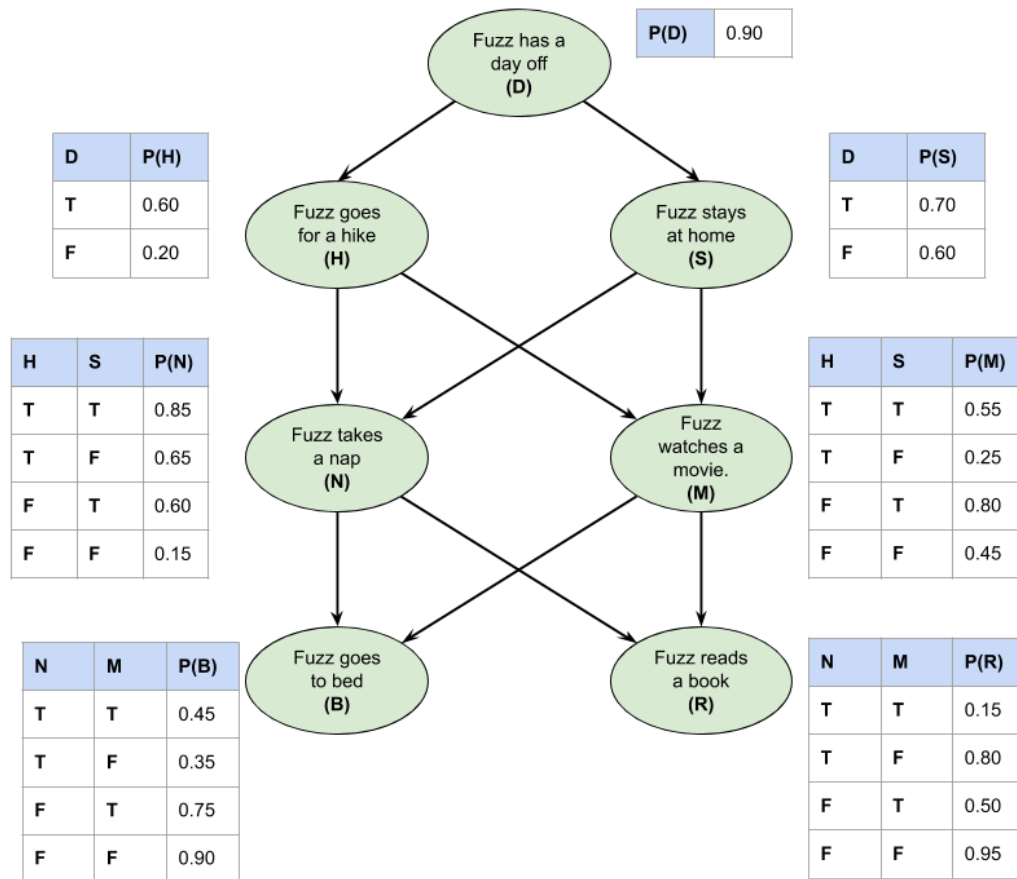 Fuzz has a
day off
(D)
P(D) 0.90
D P(H)
T 0.60
F 0.20
Fuzz goes
for a hike
(H)
Fuzz stays
at home
(S)
D P(S)
T 0.70
F 0.60
H S P(N)
T T 0.85
T F 0.65
F T 0.60
F F 0.15
Fuzz takes
a nap
(N)
Fuzz
watches a
movie.
(M)
H S P(M)
T T 0.55
T F 0.25
F T 0.80
F F 0.45
N M P(B)
T T 0.45
T F 0.35
F T 0.75
F F 0.90
Fuzz goes
to bed
(B)
Fuzz reads
a book
(R)
N M P(R)
T T 0.15
T F 0.80
F T 0.50
F F 0.95